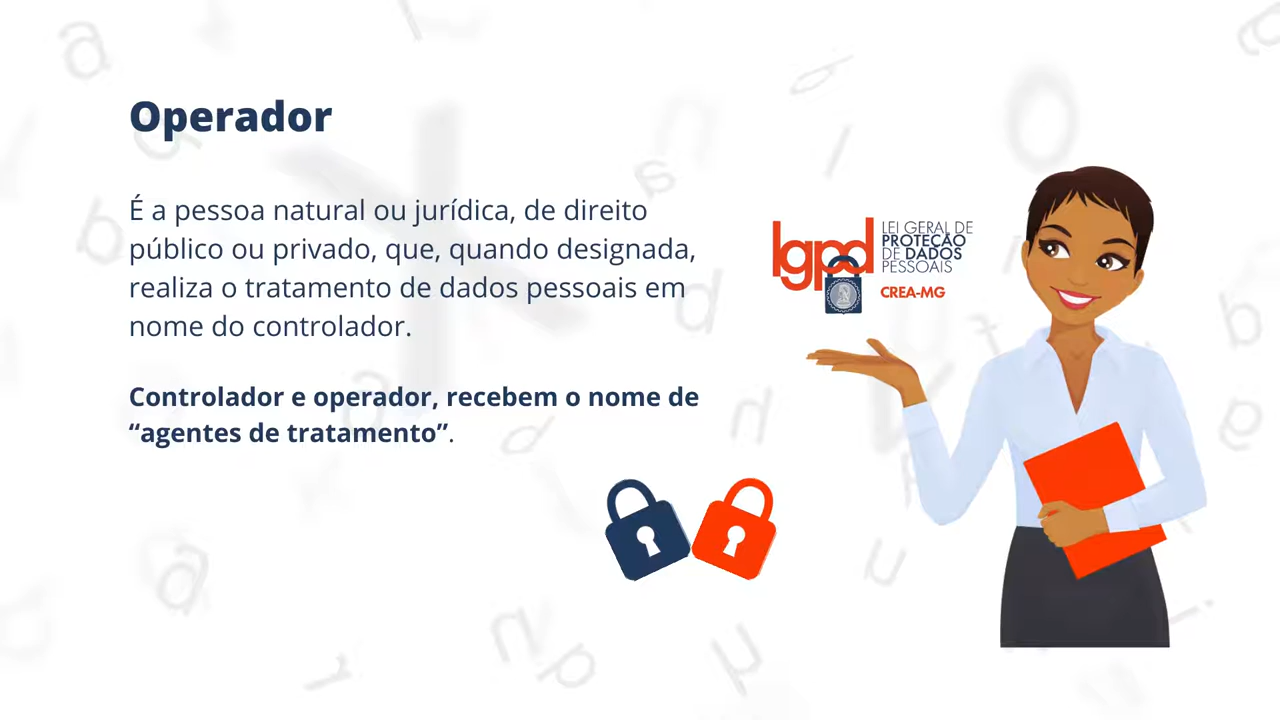 Operador
É a pessoa natural ou jurídica, de direito
público ou privado, que, quando designada,
realiza o tratamento de dados pessoais em
nome do controlador.
Controlador e operador, recebem o nome de
“agentes de tratamento”.
lgpd
LEI GERAL DE
PROTEÇÃO
DE DADOS
PESSOAIS
CREA-MG